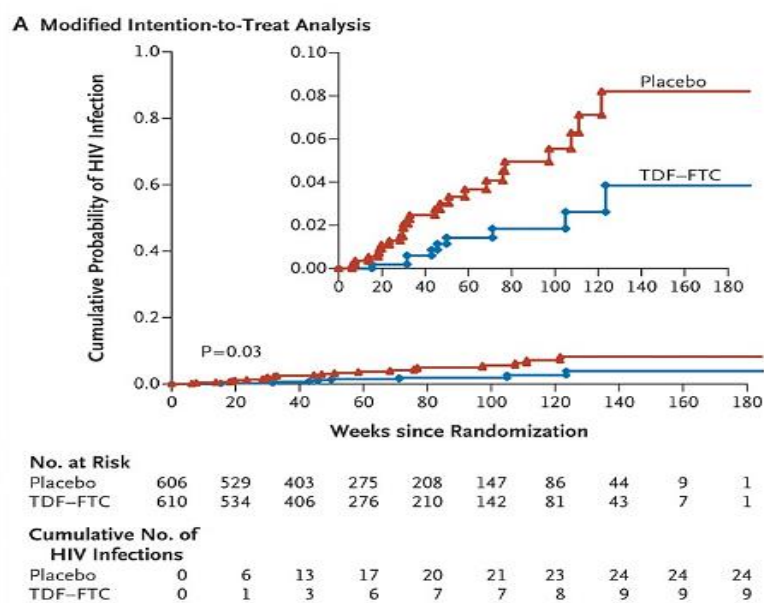 A Modified Intention-to-Treat Analysis
Cumulative Probability of HIV Infection
1.0
0.8
0.6
0.4
0.2
0.0
0.10
0.08
0.06
0.04
0.02
0.00
Placebo
TDF–FTC
0 20 40 60 80 100 120 140 160 180
P=0.03
0 20 40 60 80 100 120 140 160 180
Weeks since Randomization
No. at Risk
Placebo 606 529 403 275 208 147 86 44 9 1
TDF–FTC 610 534 406 276 210 142 81 43 7 1
Cumulative No. of
HIV Infections
Placebo 0 6 13 17 20 21 23 24 24 24
TDF–FTC 0 1 3 6 7 7 8 9 9 9